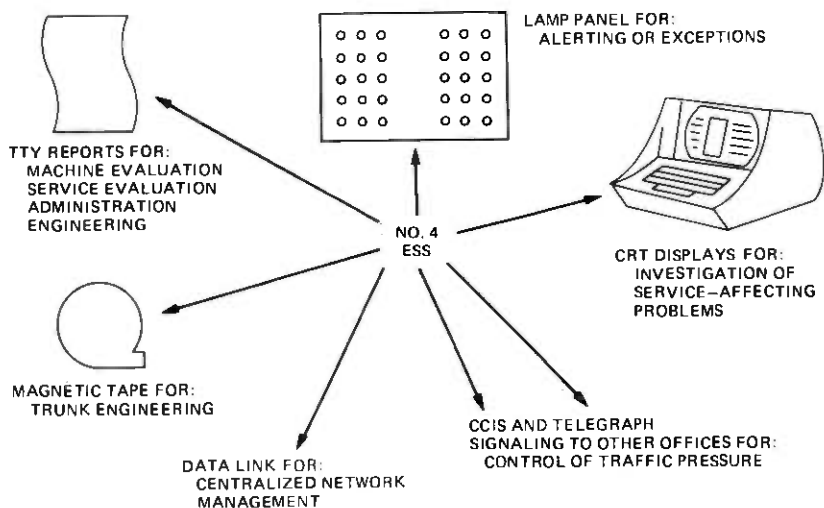 LAMP PANEL FOR:
ALERTING OR EXCEPTIONS
TTY REPORTS FOR:
MACHINE EVALUATION
SERVICE EVALUATION
ADMINISTRATION
ENGINEERING
NO. 4
ESS
CRT DISPLAYS FOR:
INVESTIGATION OF
SERVICE-AFFECTING
PROBLEMS
MAGNETIC TAPE FOR:
TRUNK ENGINEERING
CCIS AND TELEGRAPH
SIGNALING TO OTHER OFFICES FOR:
CONTROL OF TRAFFIC PRESSURE
DATA LINK FOR:
CENTRALIZED NETWORK
MANAGEMENT